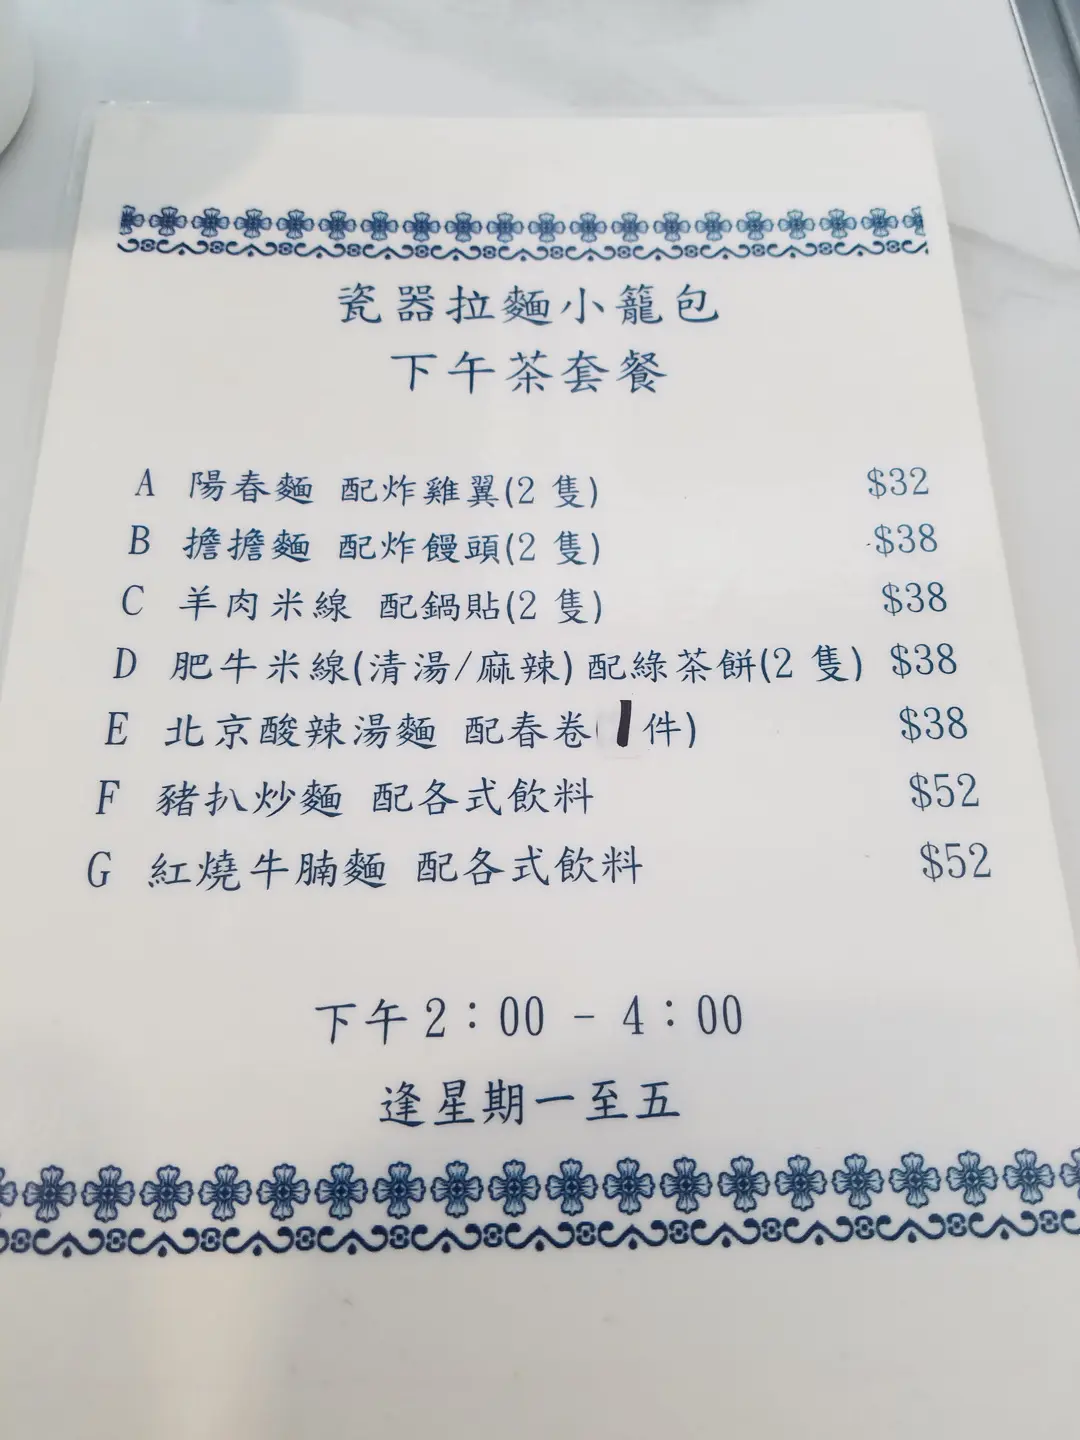 瓷器拉麵小籠包
下午茶套餐
A 陽春麵 配炸雞翼(2 隻) $32
B 擔擔麵 配炸饅頭(2 隻) $38
C 羊肉米線 配鍋貼(2 隻) $38
D 肥牛米線(清湯/麻辣) 配綠茶餅(2 隻) $38
E 北京酸辣湯麵 配春卷(1件) $38
F 豬扒炒麵 配各式飲料 $52
G 紅燒牛腩麵 配各式飲料 $52
下午2：00 - 4：00
逢星期一至五